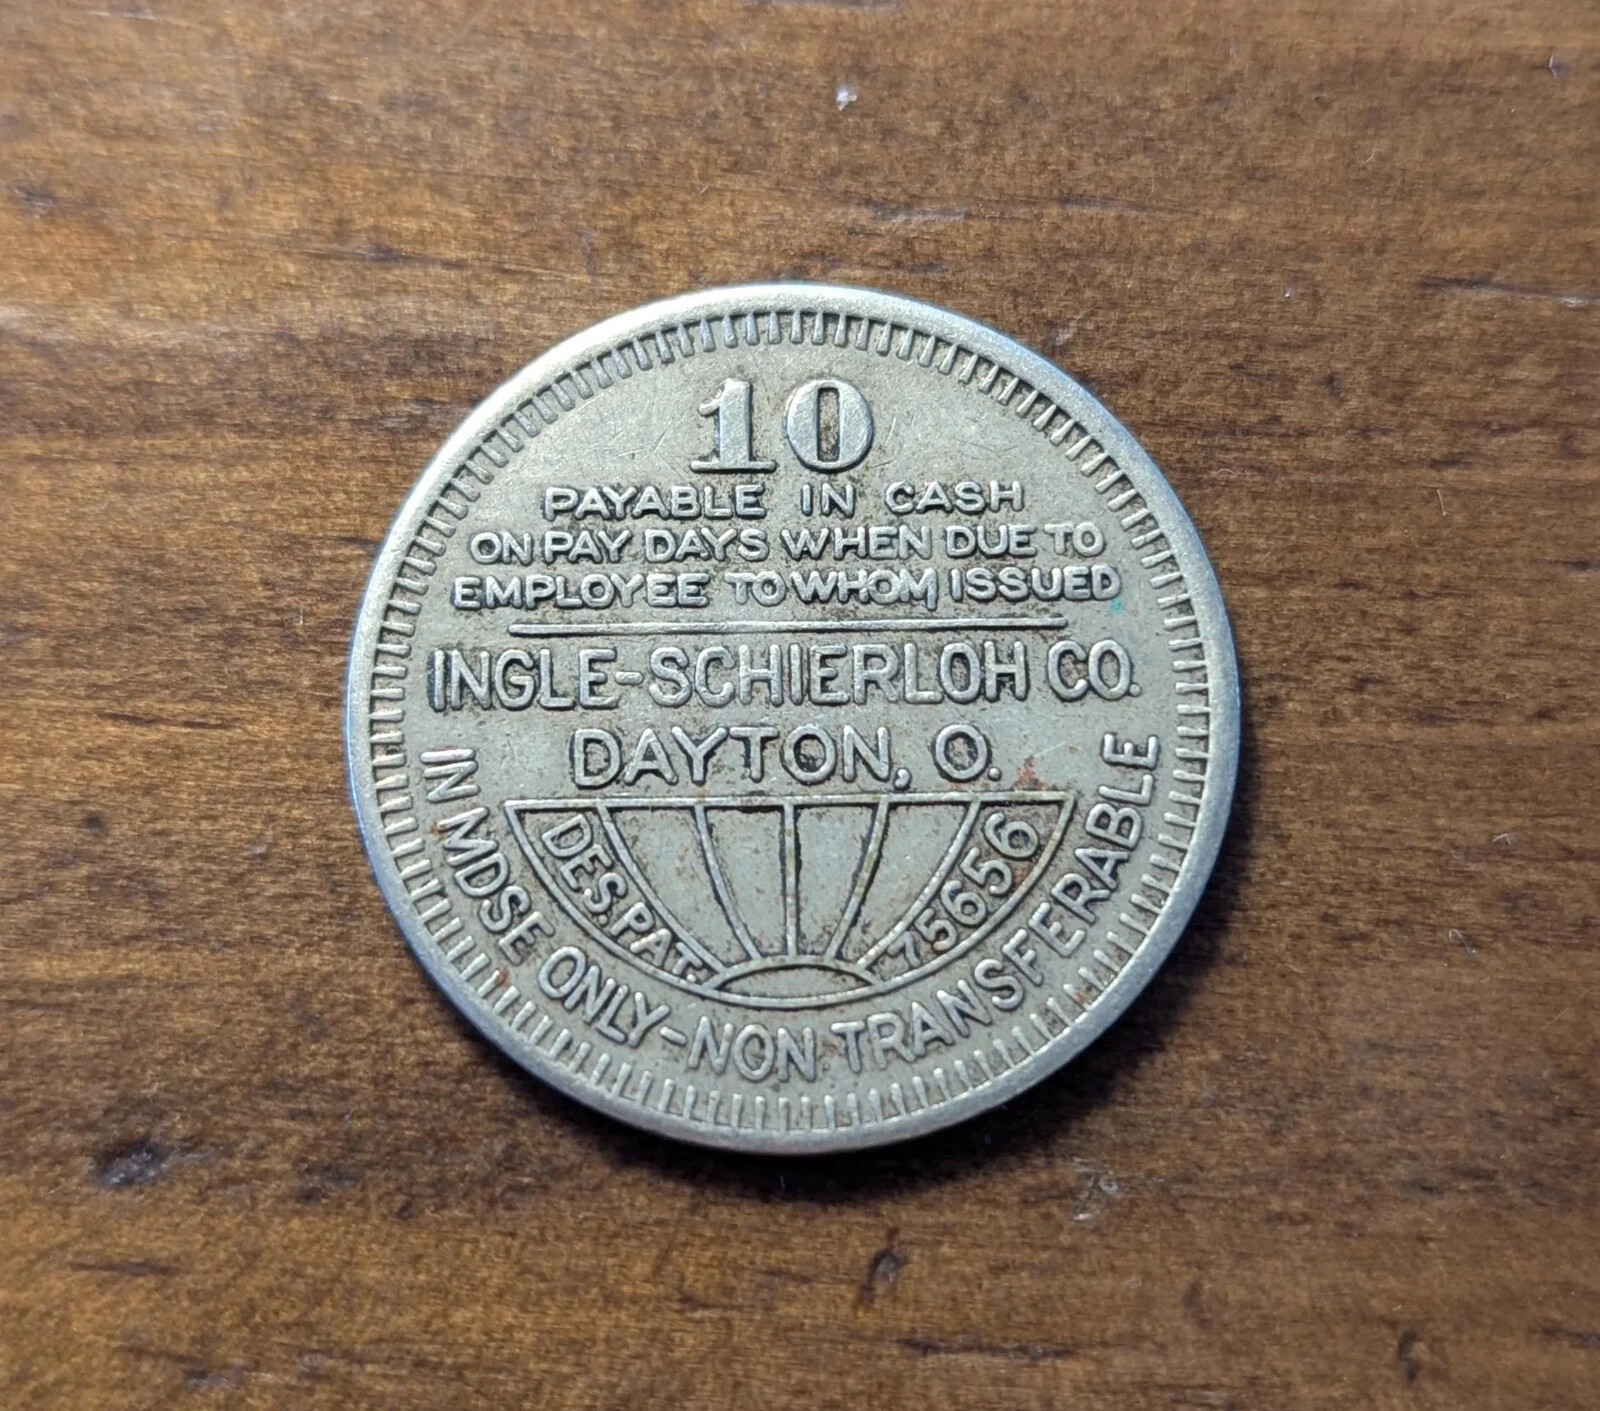 10
PAYABLE IN CASH
ON PAY DAYS WHEN DUE TO
EMPLOYEE TO WHOM ISSUED
INGLE-SCHIERLOH CO.
DAYTON, O.
DES.PAT. 75656
IN MDSE ONLY-NON TRANSFERABLE